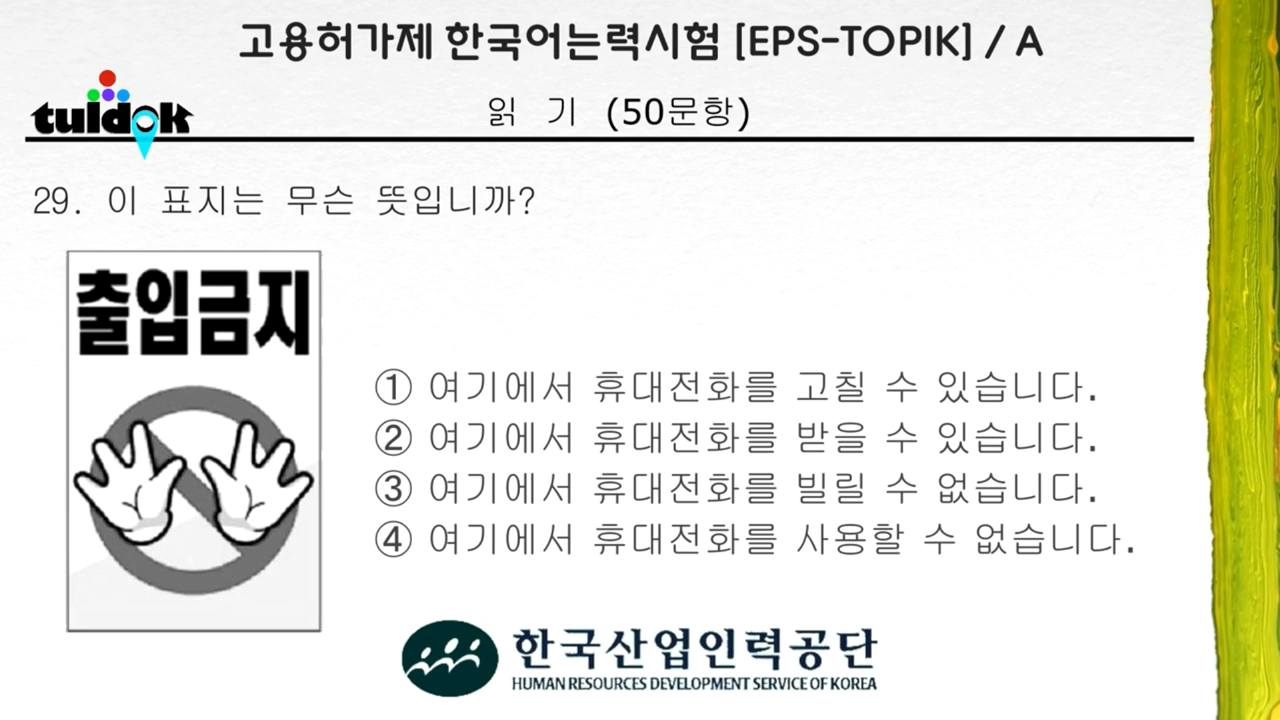 고용허가제 한국어능력시험 [EPS-TOPIK] / A
tuidok
읽 기 (50문항)
29. 이 표지는 무슨 뜻입니까?
출입금지
① 여기에서 휴대전화를 고칠 수 있습니다.
② 여기에서 휴대전화를 받을 수 있습니다.
③ 여기에서 휴대전화를 빌릴 수 없습니다.
④ 여기에서 휴대전화를 사용할 수 없습니다.
한국산업인력공단
HUMAN RESOURCES DEVELOPMENT SERVICE OF KOREA